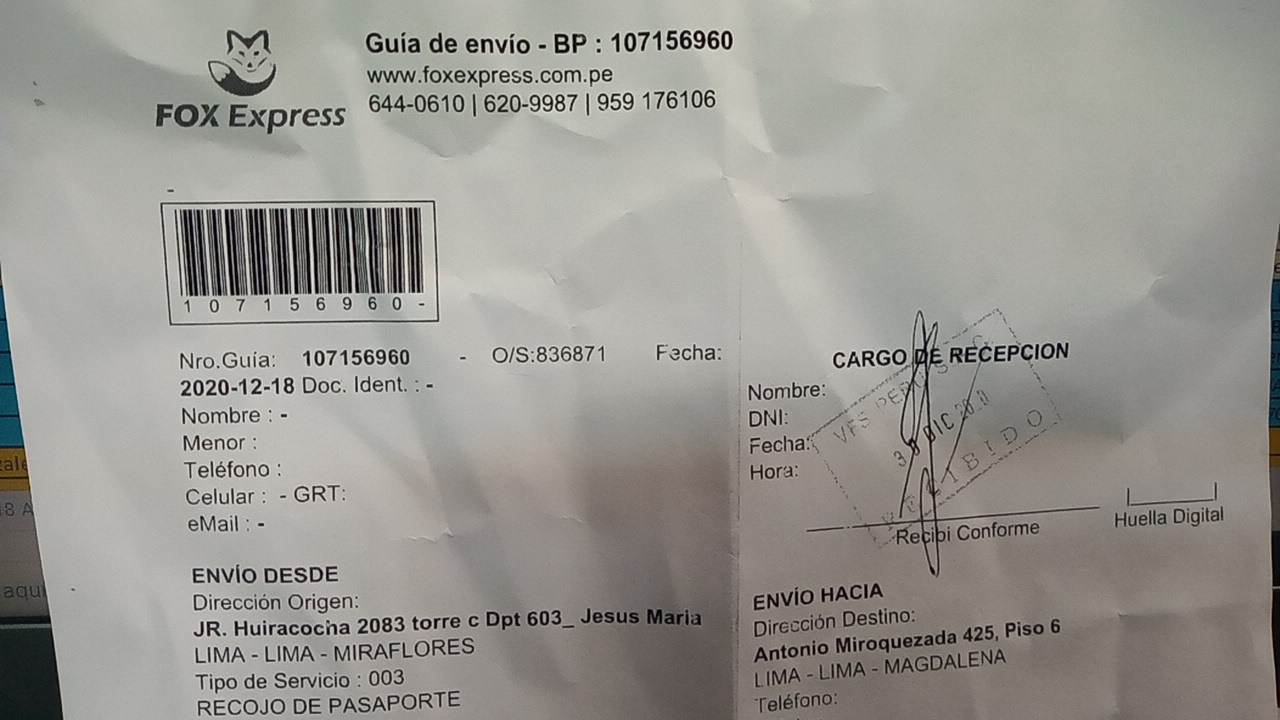 FOX Express
Guía de envío - BP : 107156960
www.foxexpress.com.pe
644-0610 | 620-9987 | 959 176106
-
107156960-
Nro.Guía: 107156960 - O/S:836871 Fecha:
2020-12-18 Doc. Ident. : -
Nombre : -
Menor :
Teléfono :
Celular : - GRT:
eMail : -
ENVÍO DESDE
Dirección Origen:
JR. Huiracocha 2083 torre c Dpt 603_ Jesus Maria
LIMA - LIMA - MIRAFLORES
Tipo de Servicio : 003
RECOJO DE PASAPORTE
CARGO DE RECEPCION
Nombre:
DNI:
Fecha:
Hora:
VFS PERU
DIC
RECIBIDO
Recibi Conforme
Huella Digital
ENVÍO HACIA
Dirección Destino:
Antonio Miroquezada 425, Piso 6
LIMA - LIMA - MAGDALENA
Teléfono:
aqui